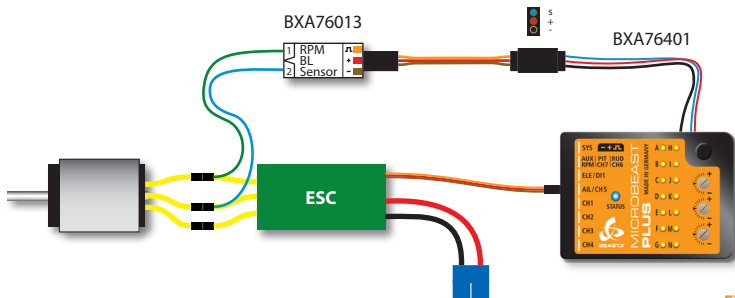 BXA76013
S
+
-
BXA76401
1 RPM
BL +
2 Sensor -
ESC
SYS - +
AUX PIT RUD
RPM CH7 CH6
ELE/DI1
AIL/CH5
CH1
CH2
CH3
CH4
STATUS
BEASTX
MICROBEAST
PLUS
MADE IN GERMANY
A H
B I
C J
D K
E L
F M
G N
+
-
+
-
+
-